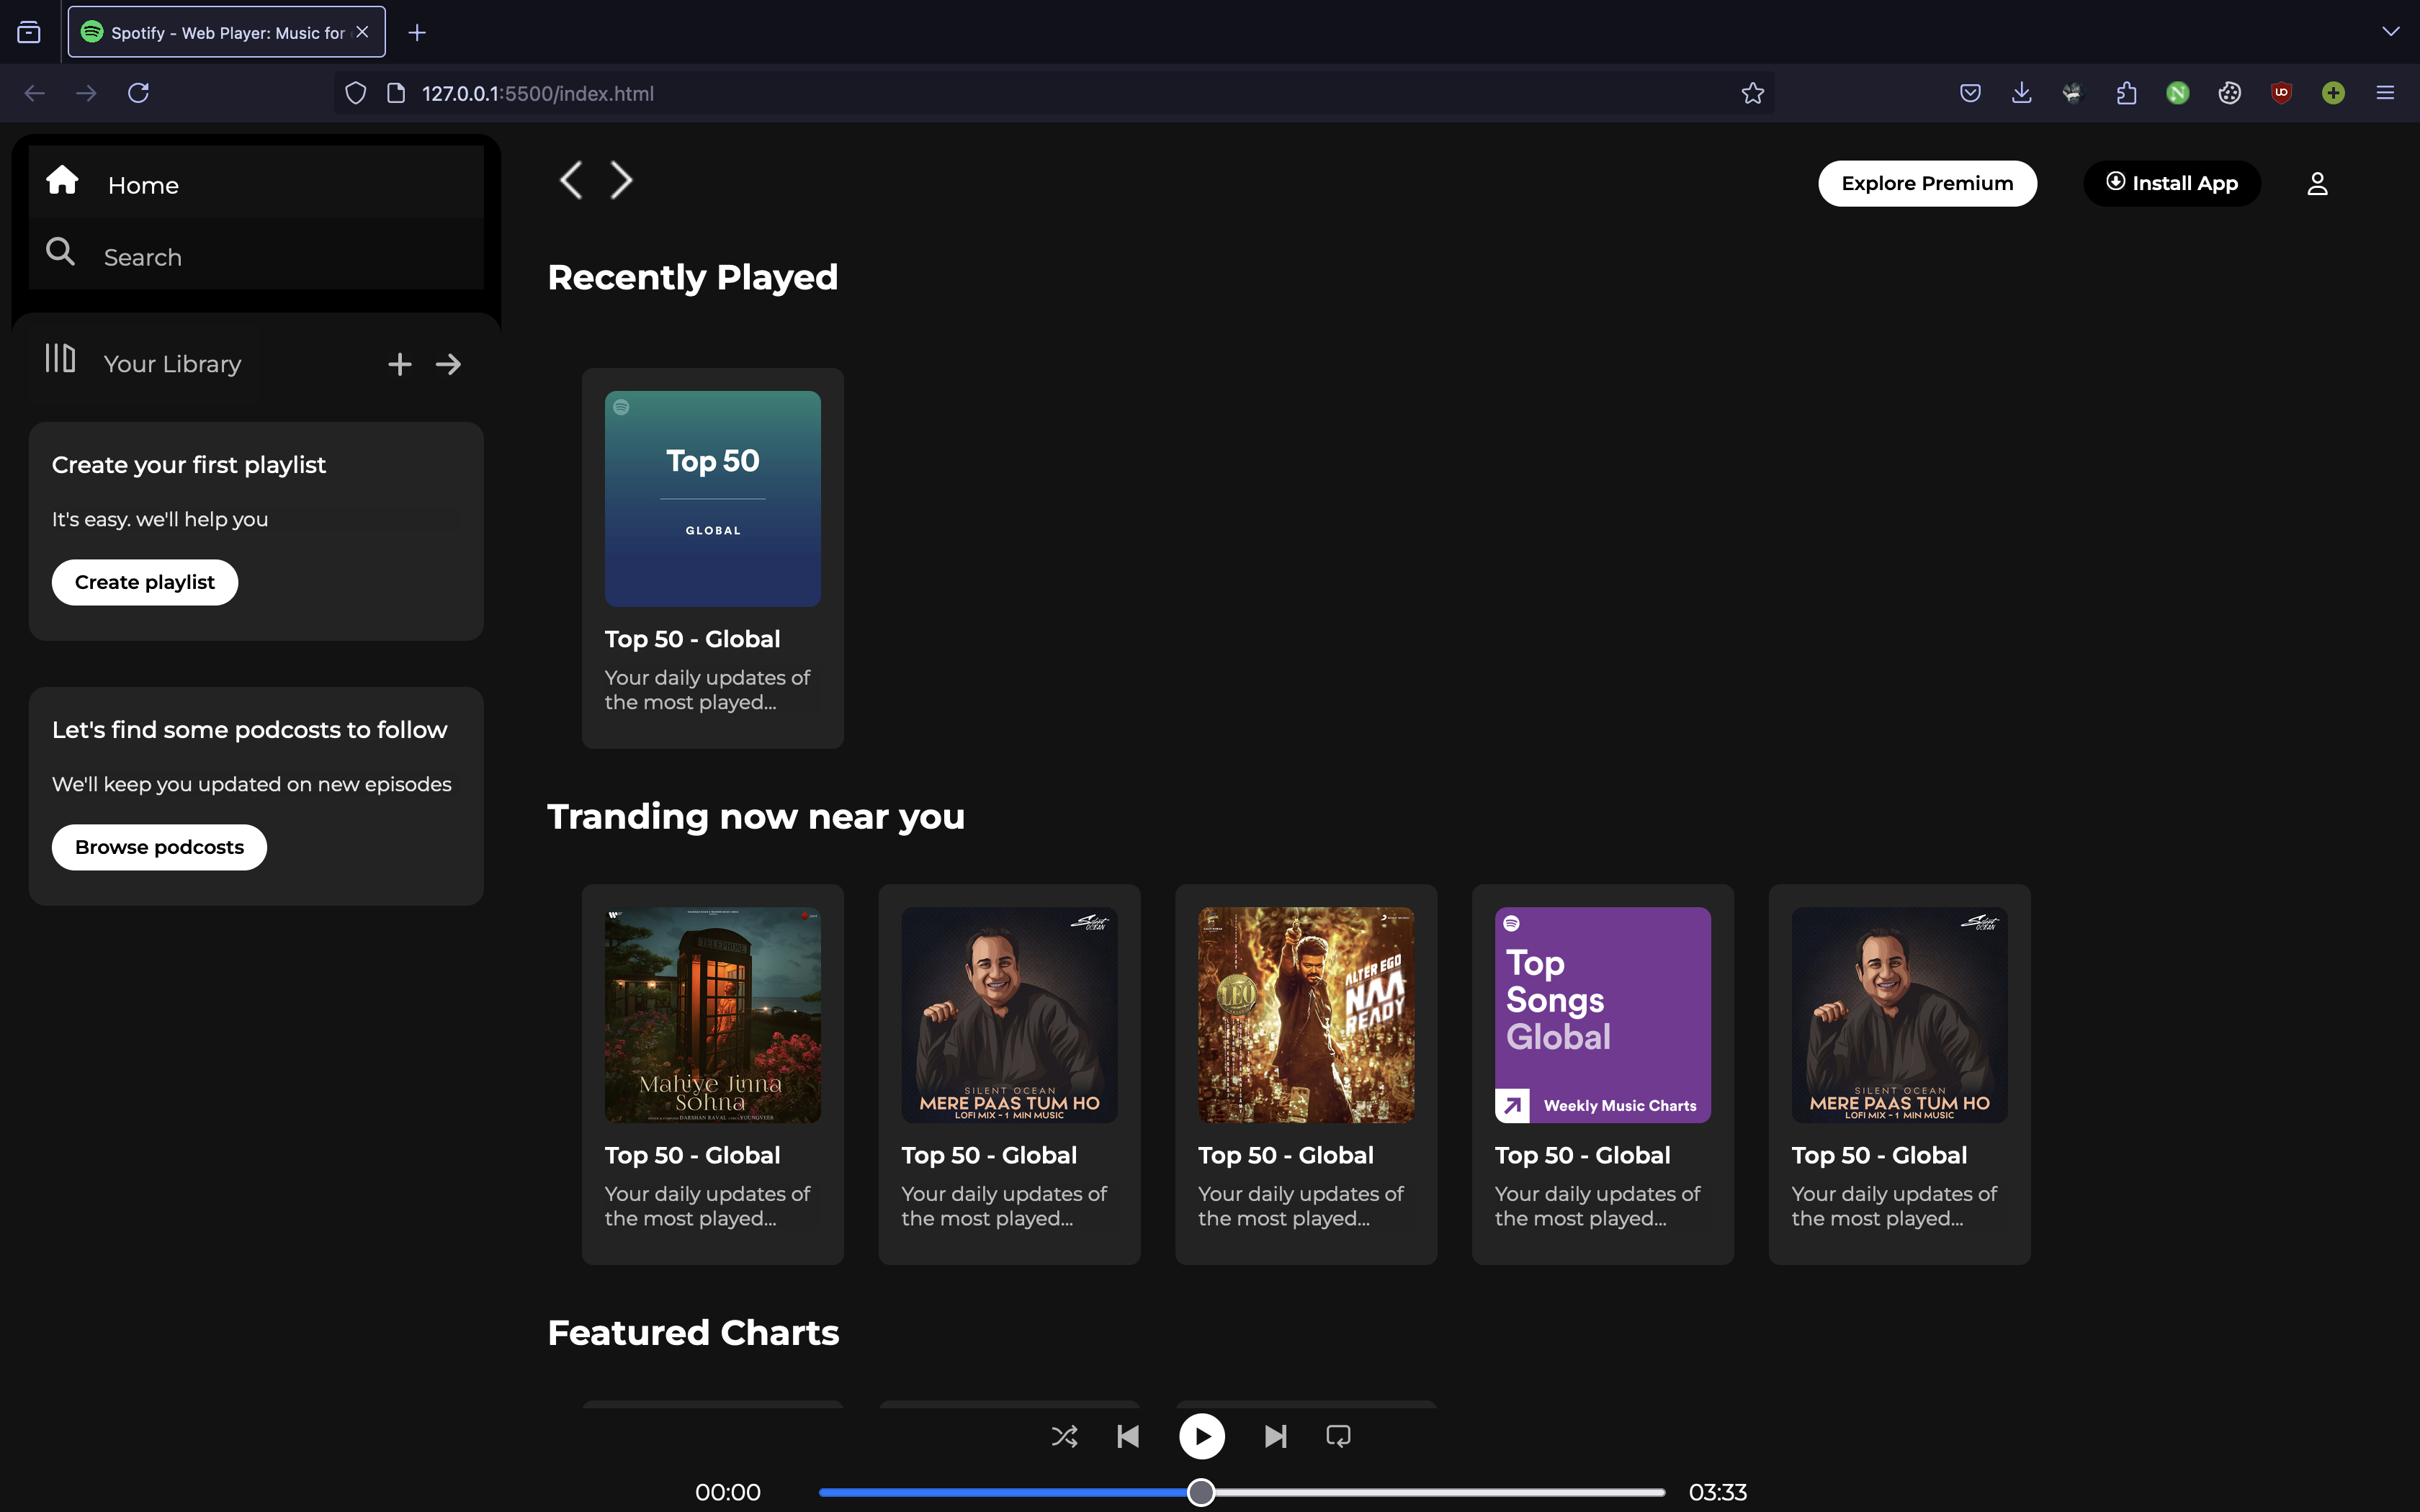 Spotify - Web Player: Music for
127.0.0.1:5500/index.html
Home
Search
Your Library
Create your first playlist
It's easy. we'll help you
Create playlist
Let's find some podcosts to follow
We'll keep you updated on new episodes
Browse podcosts
Explore Premium
Install App
Recently Played
Top 50
GLOBAL
Top 50 - Global
Your daily updates of
the most played...
Tranding now near you
TELEPHONE
Mahiye Jinna
Sohna
Top 50 - Global
Your daily updates of
the most played...
Silent
OCEAN
SILENT OCEAN
MERE PAAS TUM HO
LOFI MIX - 1 MIN MUSIC
Top 50 - Global
Your daily updates of
the most played...
LEO
ALTER EGO
NAA
READY
Top 50 - Global
Your daily updates of
the most played...
Top
Songs
Global
Weekly Music Charts
Top 50 - Global
Your daily updates of
the most played...
Silent
OCEAN
SILENT OCEAN
MERE PAAS TUM HO
LOFI MIX - 1 MIN MUSIC
Top 50 - Global
Your daily updates of
the most played...
Featured Charts
00:00
03:33